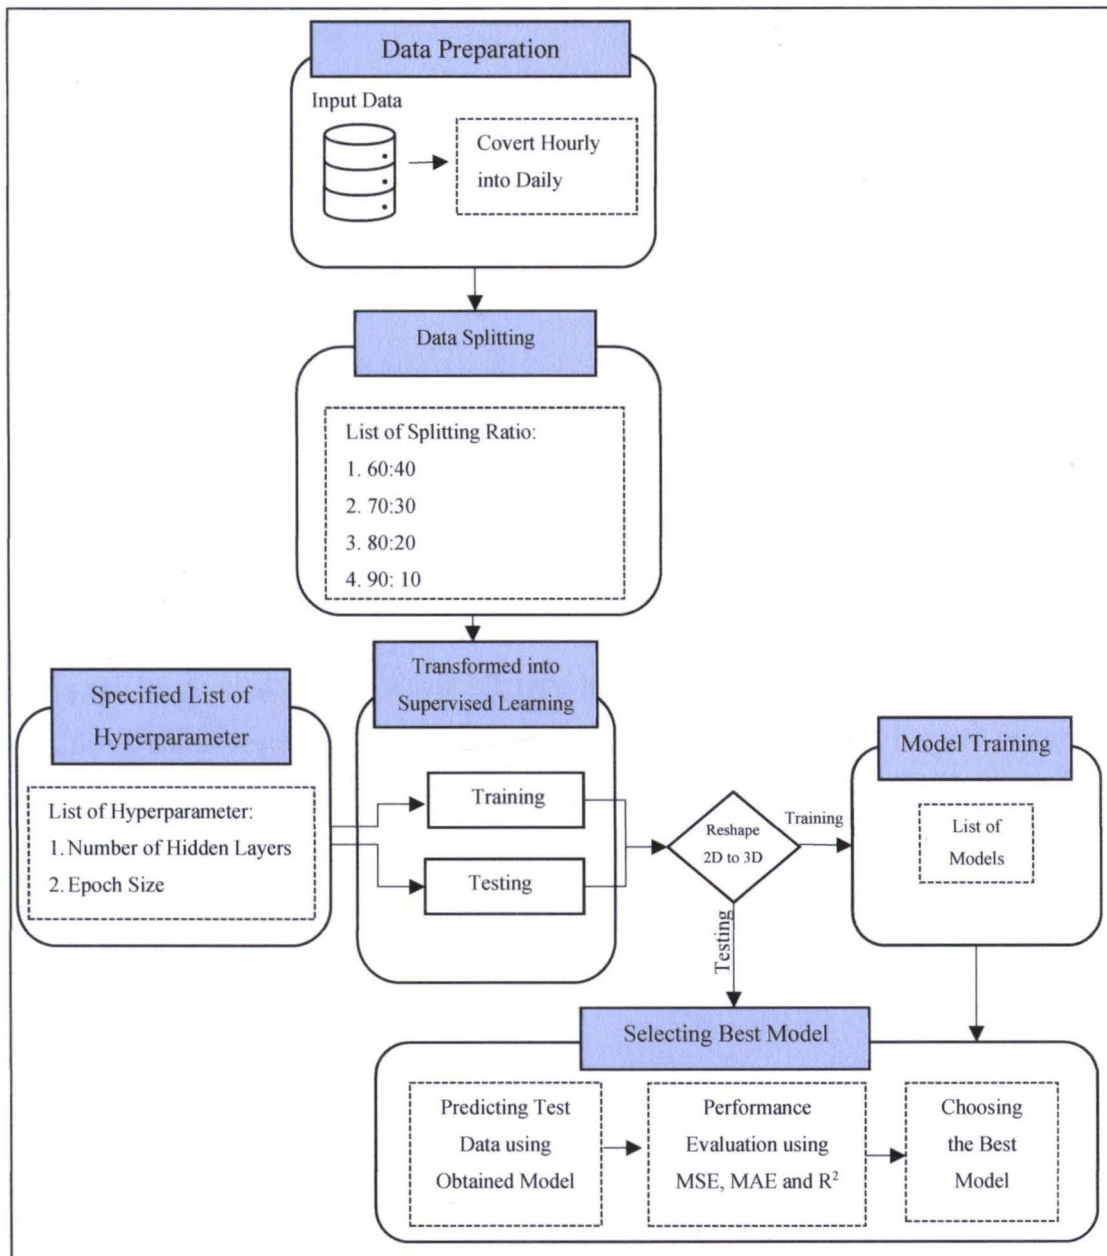 Data Preparation
Input Data
Covert Hourly
into Daily
Data Splitting
List of Splitting Ratio:
1. 60:40
2. 70:30
3. 80:20
4. 90: 10
Transformed into
Supervised Learning
Specified List of
Hyperparameter
List of Hyperparameter:
1. Number of Hidden Layers
2. Epoch Size
Training
Testing
Reshape
2D to 3D
Training
Testing
Model Training
List of
Models
Selecting Best Model
Predicting Test
Data using
Obtained Model
Performance
Evaluation using
MSE, MAE and R²
Choosing
the Best
Model